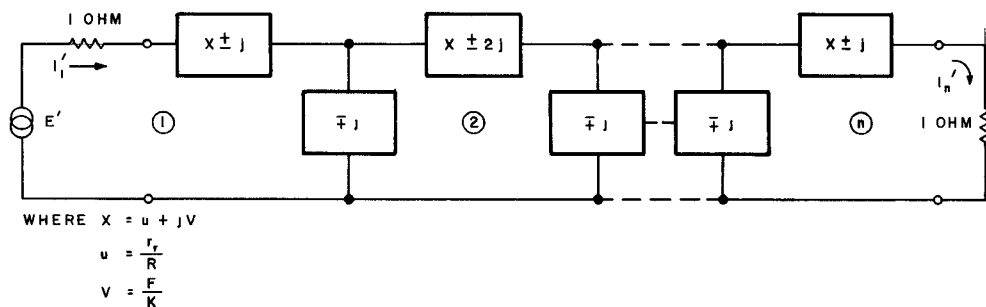 1 OHM
I₁′
E′
X ± j
①
∓ j
X ± 2j
②
∓ j
∓ j
X ± j
ⓝ
Iₙ′
1 OHM
WHERE X = u + jV
u = rᵣ/R
V = F/K